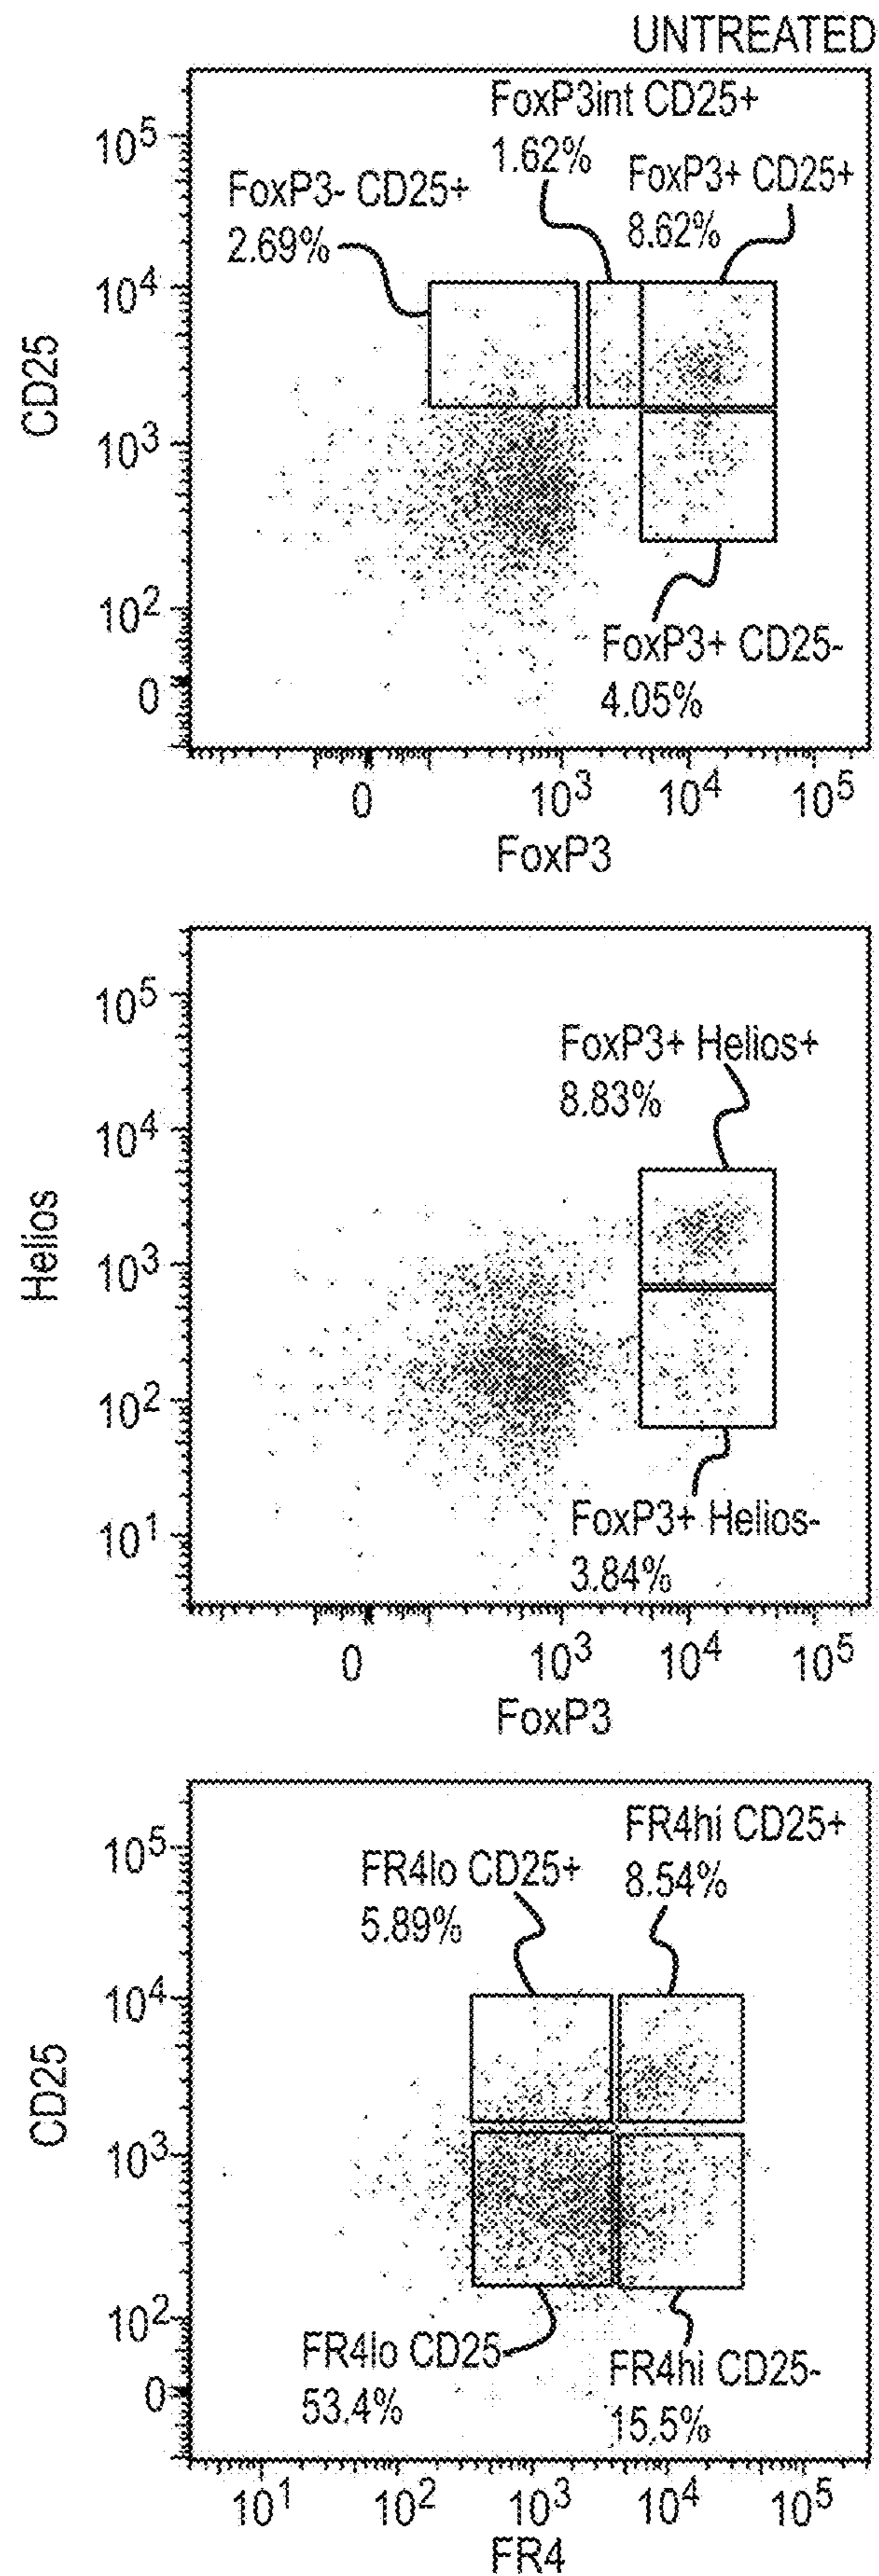 UNTREATED
FoxP3int CD25+
1.62%
FoxP3- CD25+
2.69%
FoxP3+ CD25+
8.62%
10^5
10^4
10^3
10^2
0
CD25
FoxP3+ CD25-
4.05%
0
10^3
10^4
10^5
FoxP3
10^5
10^4
10^3
10^2
10^1
Helios
FoxP3+ Helios+
8.83%
FoxP3+ Helios-
3.84%
0
10^3
10^4
10^5
FoxP3
10^5
10^4
10^3
10^2
0
CD25
FR4hi CD25+
8.54%
FR4lo CD25+
5.89%
FR4lo CD25
53.4%
FR4hi CD25-
15.5%
10^1
10^2
10^3
10^4
10^5
FR4